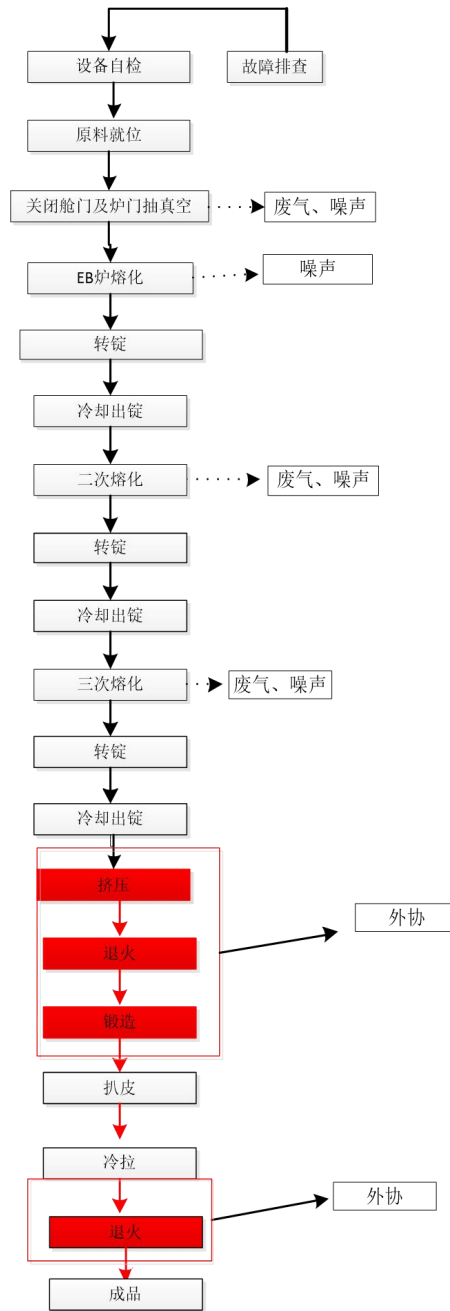 设备自检
故障排查
原料就位
关闭舱门及炉门抽真空
废气、噪声
EB炉熔化
噪声
转锭
冷却出锭
二次熔化
废气、噪声
转锭
冷却出锭
三次熔化
废气、噪声
转锭
冷却出锭
挤压
外协
退火
锻造
扒皮
冷拉
外协
退火
成品